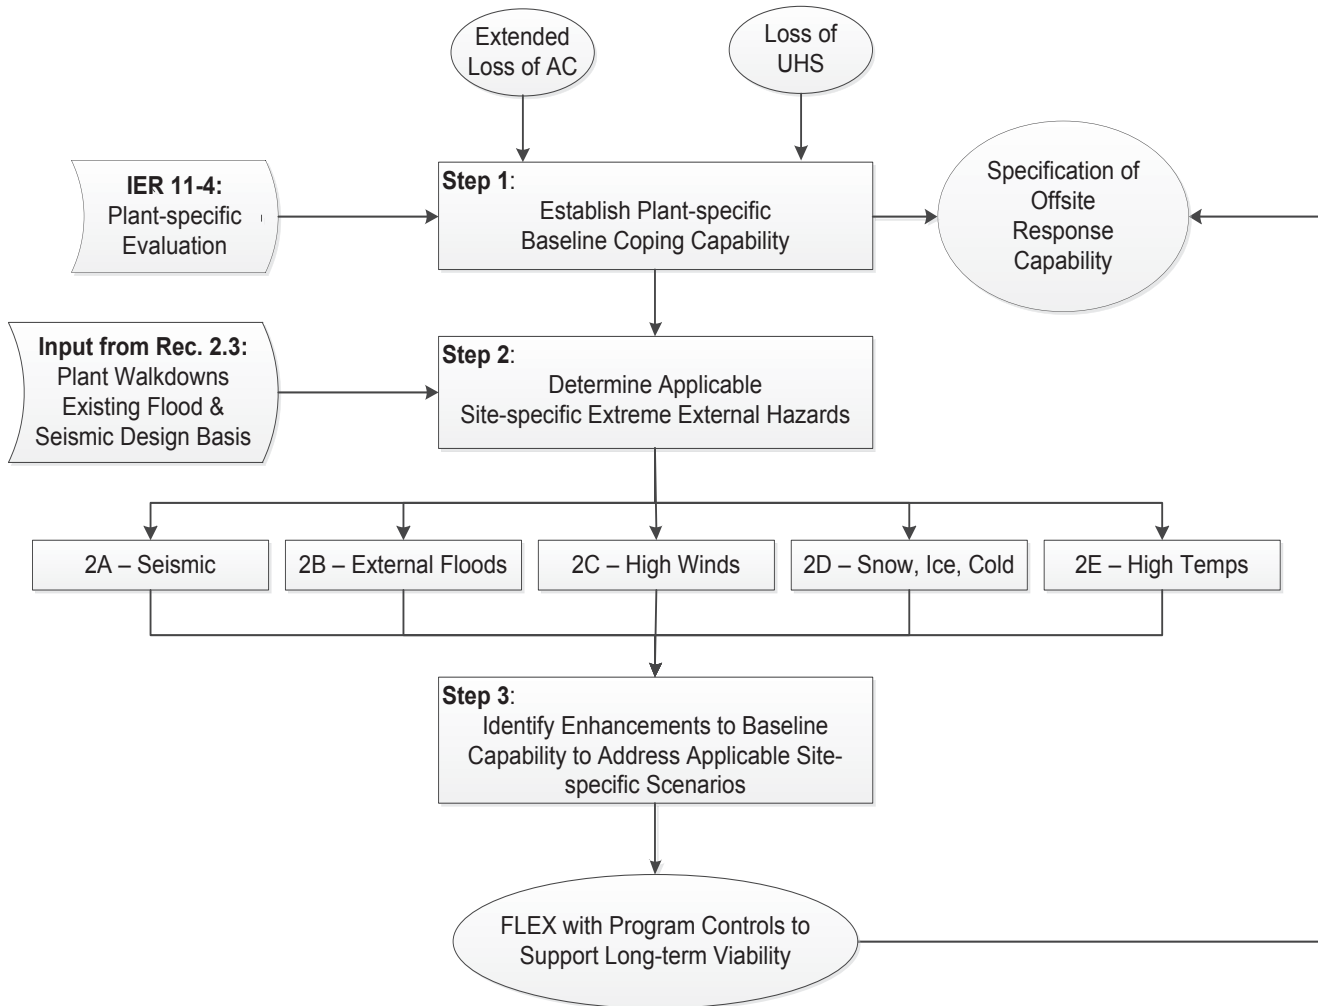 Extended
Loss of AC
Loss of
UHS
IER 11-4:
Plant-specific
Evaluation
Step 1:
Establish Plant-specific
Baseline Coping Capability
Specification of
Offsite
Response
Capability
Input from Rec. 2.3:
Plant Walkdowns
Existing Flood &
Seismic Design Basis
Step 2:
Determine Applicable
Site-specific Extreme External Hazards
2A – Seismic
2B – External Floods
2C – High Winds
2D – Snow, Ice, Cold
2E – High Temps
Step 3:
Identify Enhancements to Baseline
Capability to Address Applicable Site-
specific Scenarios
FLEX with Program Controls to
Support Long-term Viability